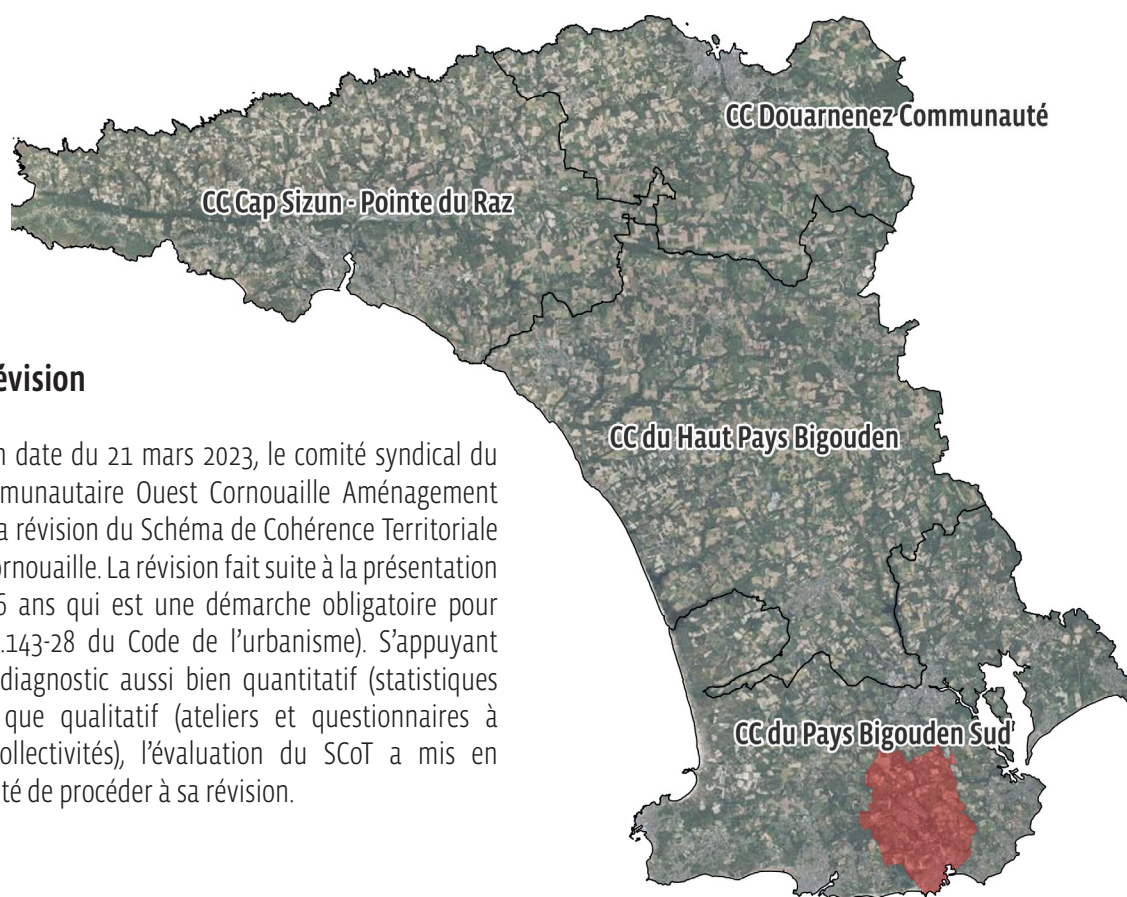 CC Douarnenez Communauté
CC Cap Sizun - Pointe du Raz
évision
CC du Haut Pays Bigouden
n date du 21 mars 2023, le comité syndical du
mmunautaire Ouest Cornouaille Aménagement
a révision du Schéma de Cohérence Territoriale
ornouaille. La révision fait suite à la présentation
6 ans qui est une démarche obligatoire pour
.143-28 du Code de l'urbanisme). S'appuyant
diagnostic aussi bien quantitatif (statistiques
que qualitatif (ateliers et questionnaires à
ollectivités), l'évaluation du SCoT a mis en
ité de procéder à sa révision.
CC du Pays Bigouden Sud